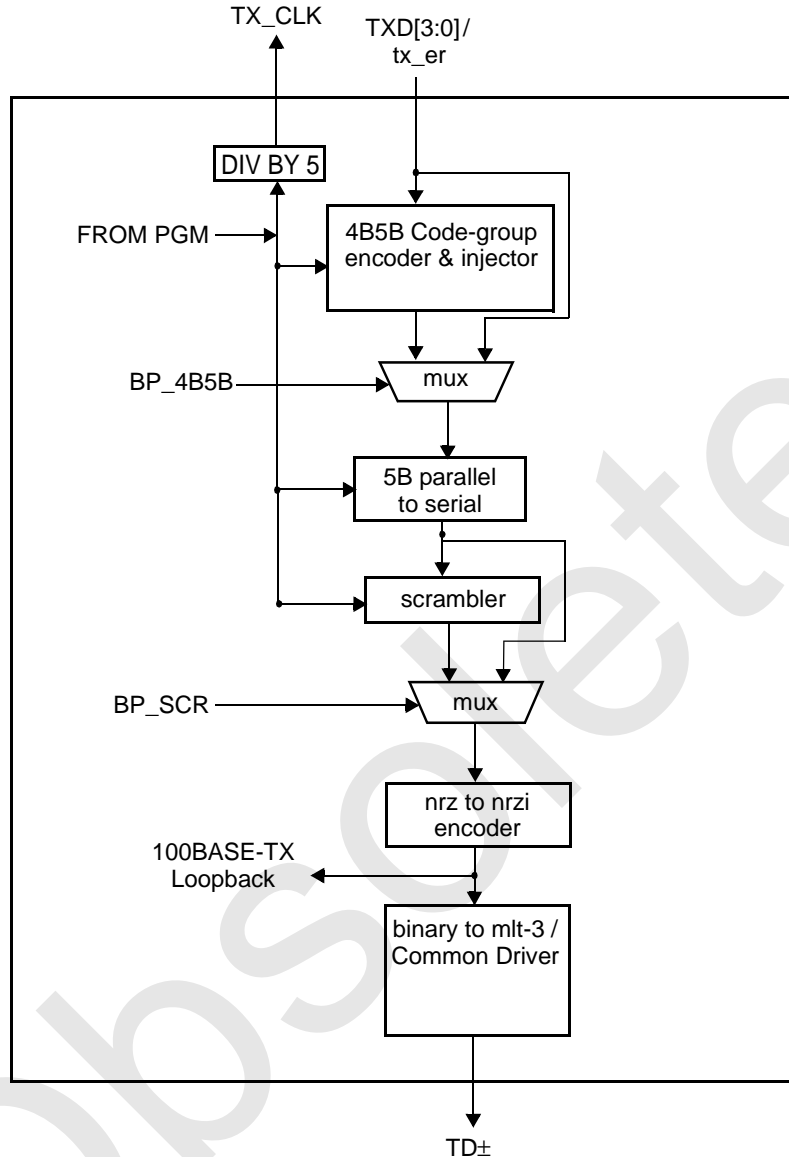 TX_CLK
TXD[3:0]/
tx_er
DIV BY 5
FROM PGM
4B5B Code-group
encoder & injector
BP_4B5B
mux
5B parallel
to serial
scrambler
BP_SCR
mux
nrz to nrzi
encoder
100BASE-TX
Loopback
binary to mlt-3 /
Common Driver
TD±
Obsolete